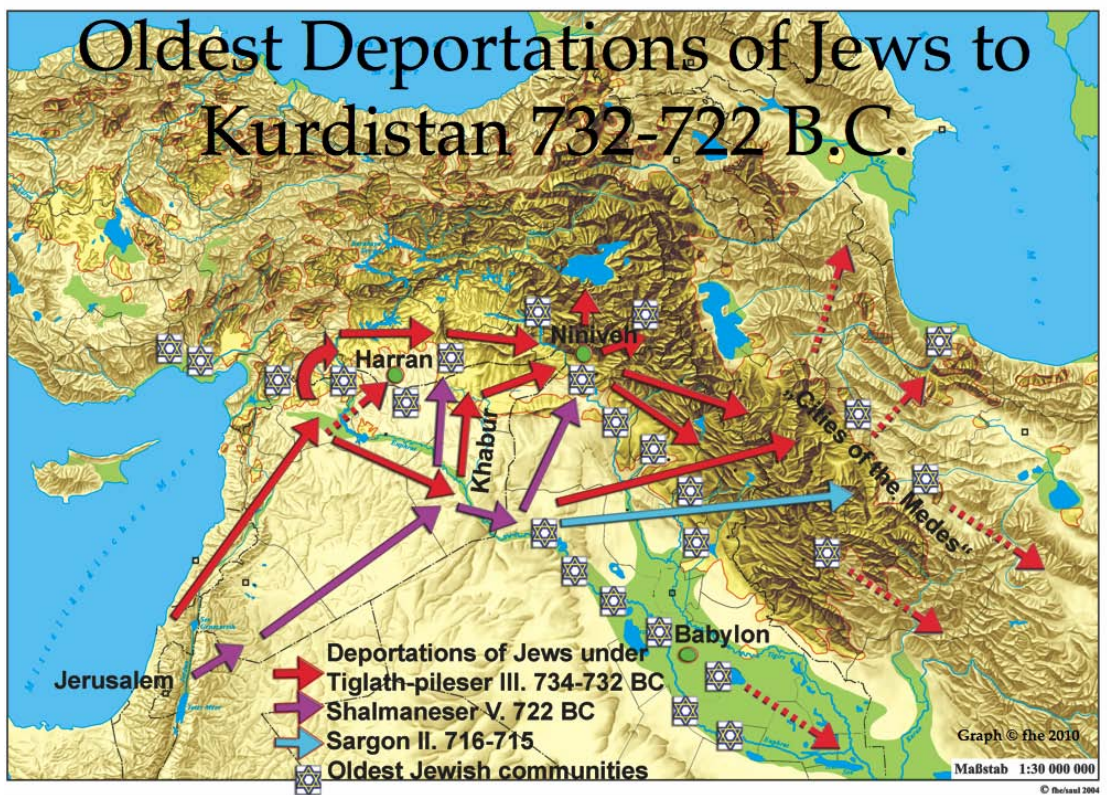 Oldest Deportations of Jews to
Kurdistan 732-722 B.C.
Niniveh
Harran
Khabur
„Cities of the Medes“
Babylon
Jerusalem
Deportations of Jews under
Tiglath-pileser III. 734-732 BC
Shalmaneser V. 722 BC
Sargon II. 716-715
Oldest Jewish communities
Graph © fhe 2010
Maßstab 1:30 000 000
© fhe/saul 2004